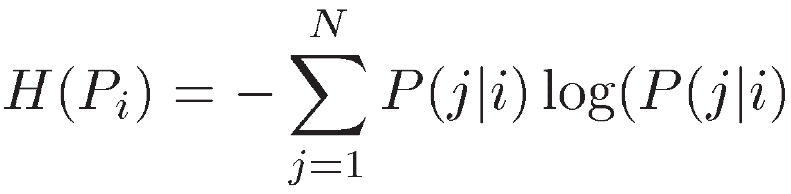 H(P_i) = -\sum_{j=1}^{N} P(j|i) \log(P(j|i)